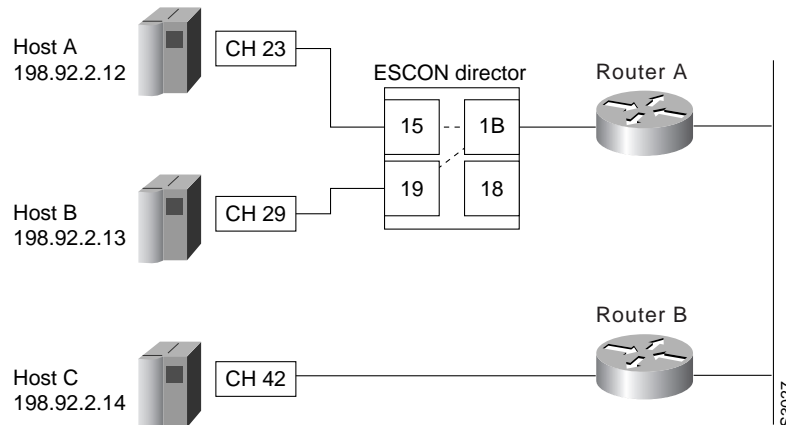 Host A
198.92.2.12
CH 23
ESCON director
15
1B
19
18
Router A
Host B
198.92.2.13
CH 29
Host C
198.92.2.14
CH 42
Router B
S3027